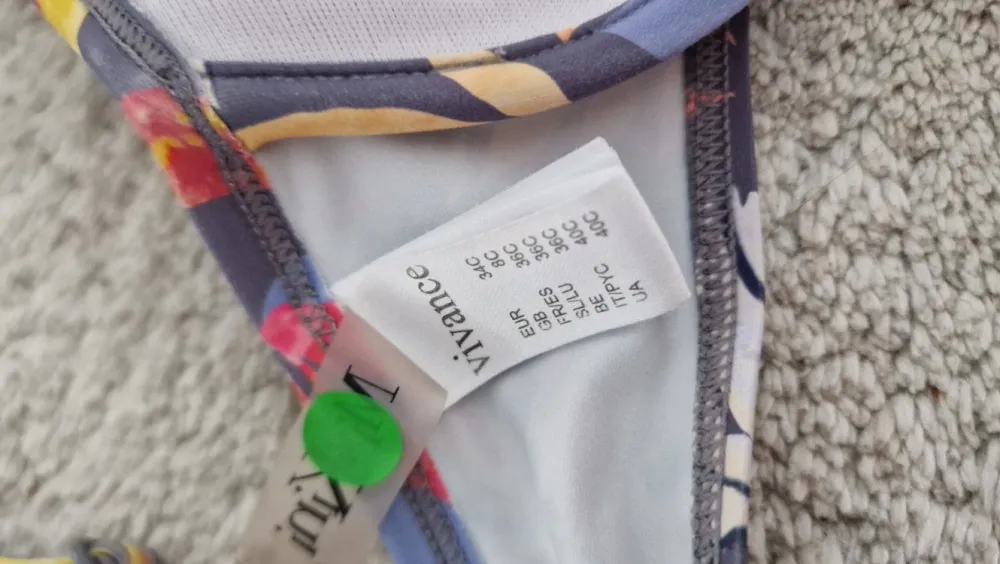 vivance
EUR 34C
GB 8C
FR/ES 36C
SL/LU 36C
BE 36C
IT/PYC 40C
UA 40C